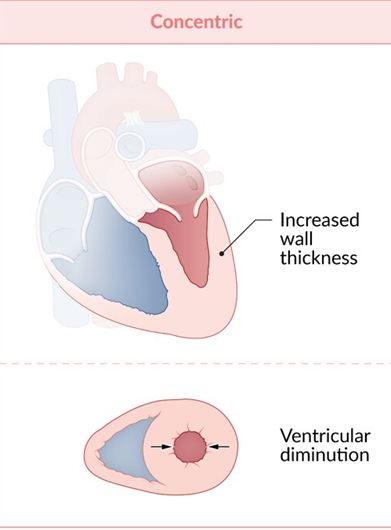 Concentric
Increased
wall
thickness
Ventricular
diminution